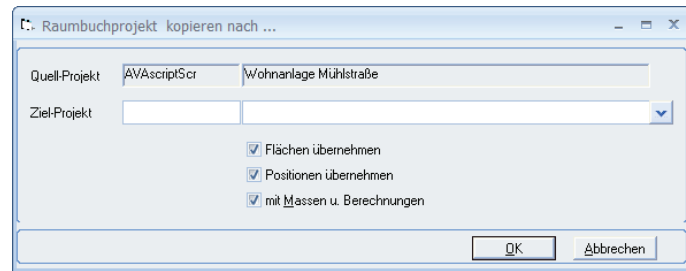 Raumbuchprojekt kopieren nach ...
Quell-Projekt AVAscriptScr Wohnanlage Mühlstraße
Ziel-Projekt
Flächen übernehmen
Positionen übernehmen
mit Massen u. Berechnungen
OK Abbrechen